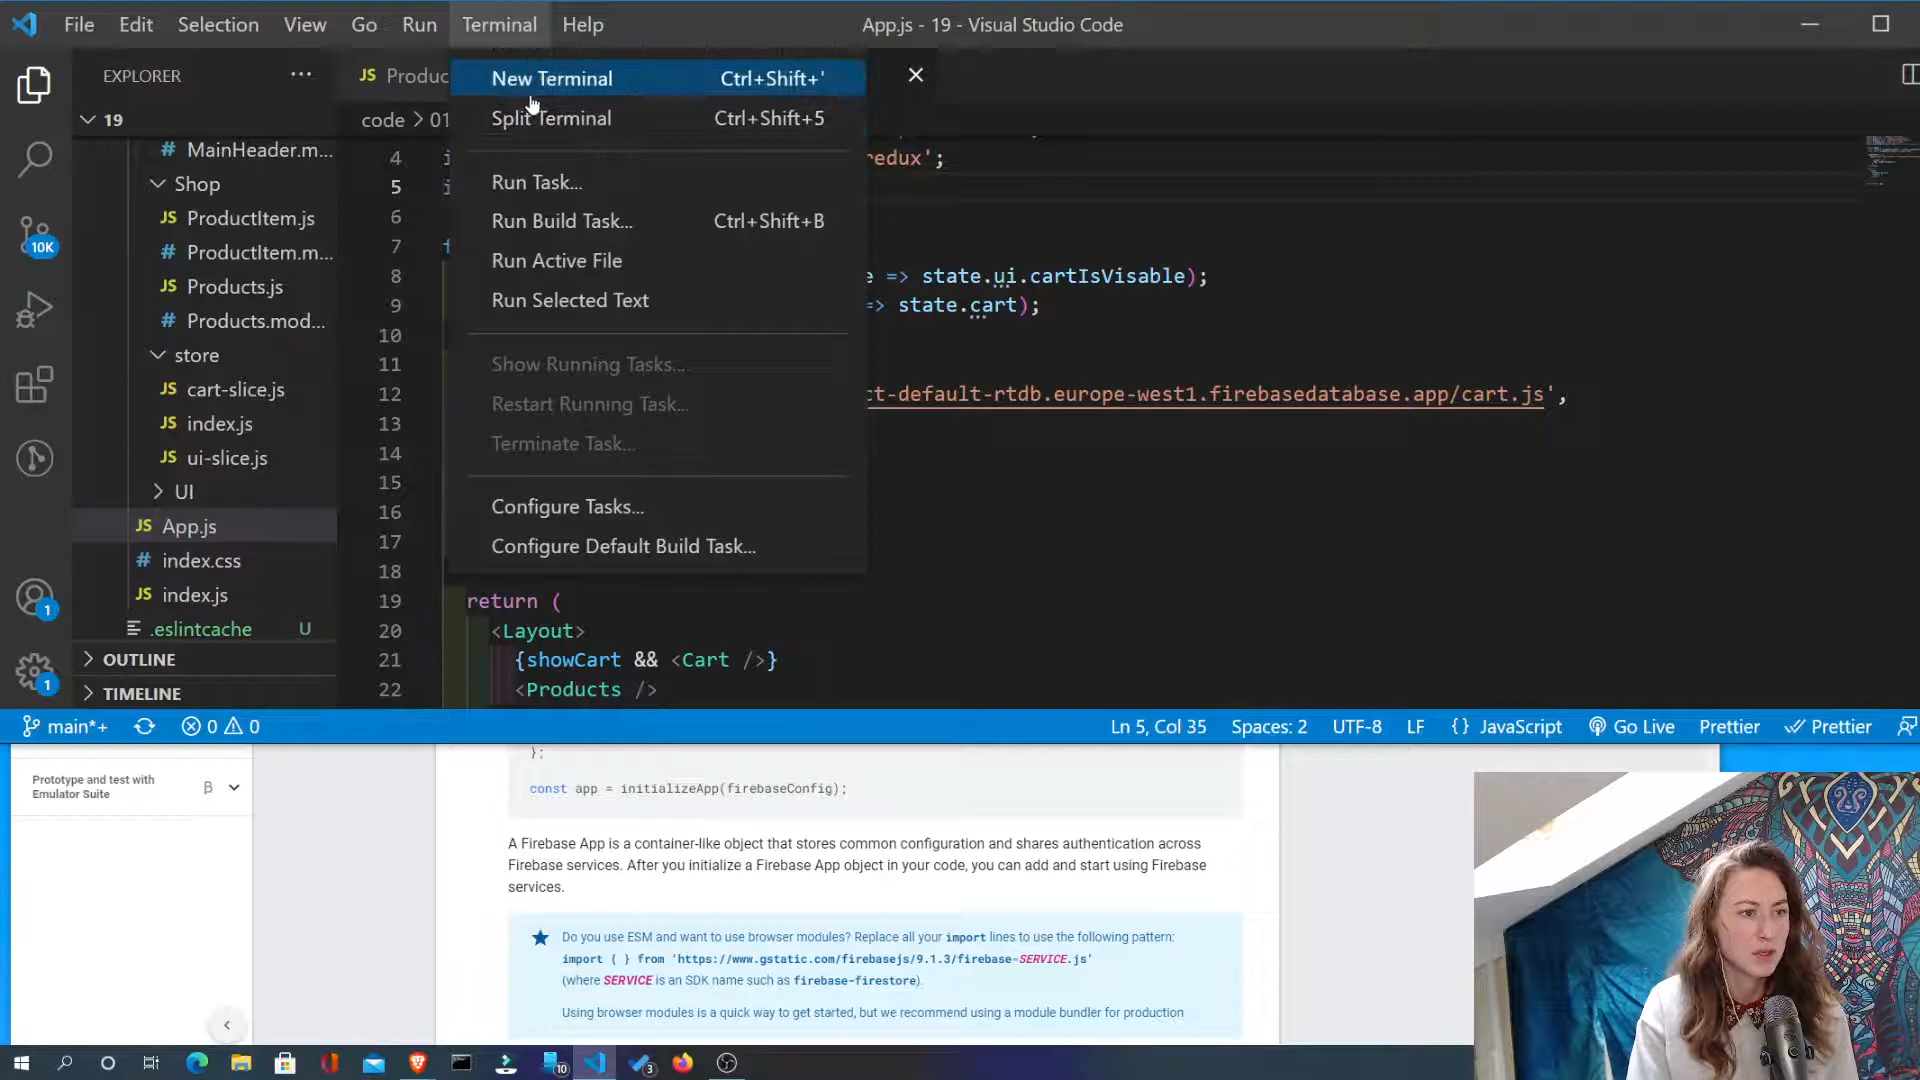 File Edit Selection View Go Run Terminal Help
App.js - 19 - Visual Studio Code
EXPLORER ...
19
MainHeader.m...
Shop
JS ProductItem.js
# ProductItem.m...
JS Products.js
# Products.mod...
store
JS cart-slice.js
JS index.js
JS ui-slice.js
UI
JS App.js
# index.css
JS index.js
.eslintcache U
OUTLINE
TIMELINE
10K
1
1
JS Produc
code > 01
New Terminal Ctrl+Shift+'
Split Terminal Ctrl+Shift+5
Run Task...
Run Build Task... Ctrl+Shift+B
Run Active File
Run Selected Text
Show Running Tasks...
Restart Running Task...
Terminate Task...
Configure Tasks...
Configure Default Build Task...
4 redux';
5
6
7
8 => state.ui.cartIsVisable);
9 => state.cart);
10
11
12 ct-default-rtdb.europe-west1.firebasedatabase.app/cart.js',
13
14
15
16
17
18
19 return (
20 <Layout>
21 {showCart && <Cart />}
22 <Products />
main*+ 0 0 Ln 5, Col 35 Spaces: 2 UTF-8 LF {} JavaScript Go Live Prettier Prettier
Prototype and test with
Emulator Suite
};
const app = initializeApp(firebaseConfig);
A Firebase App is a container-like object that stores common configuration and shares authentication across
Firebase services. After you initialize a Firebase App object in your code, you can add and start using Firebase
services.
Do you use ESM and want to use browser modules? Replace all your import lines to use the following pattern:
import { } from 'https://www.gstatic.com/firebasejs/9.1.3/firebase-SERVICE.js'
(where SERVICE is an SDK name such as firebase-firestore).
Using browser modules is a quick way to get started, but we recommend using a module bundler for production
10
3